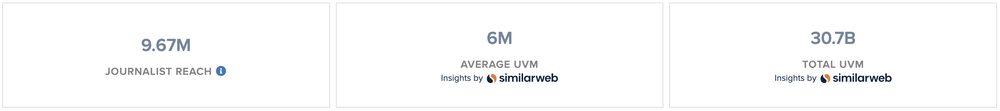 9.67M
JOURNALIST REACH
6M
AVERAGE UVM
Insights by similarweb
30.7B
TOTAL UVM
Insights by similarweb